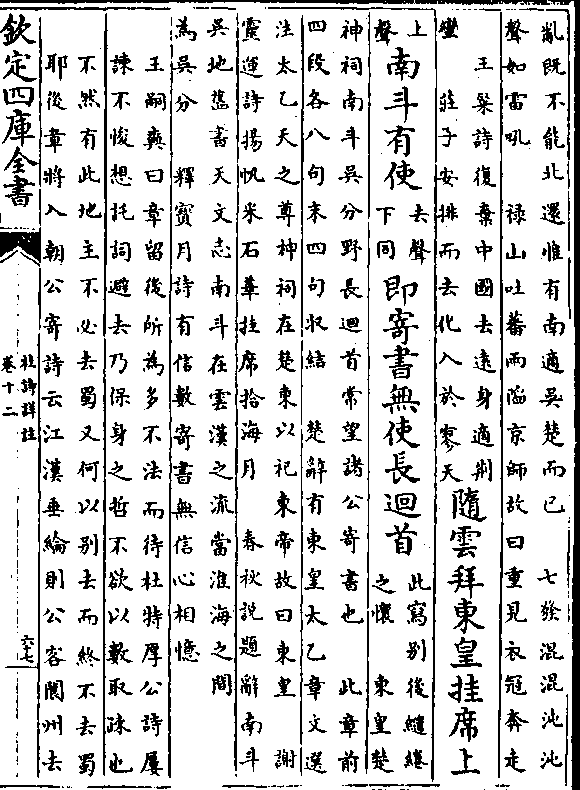 亂既不能北還惟有南適吳楚而已　七發混混沌沌
聲如雷吼　祿山吐蕃兩陷京師故曰重見衣冠奔走
　王粲詩復棄中國去遠身適荆
蠻　莊子安排而去化入於寥天
隨雲拜東皇挂席上
上
聲
南斗有使
去聲
下同
即寄書無使長迴首
此寫別後繾綣
之懷　東皇楚
神祠南斗吳分野長迴首常望諸公寄書也　此章前
四段各八句末四句収結　楚辭有東皇太乙章文選
注太乙天之尊神祠在楚東以祀東帝故曰東皇　謝
靈運詩揚帆采石華挂席拾海月　春秋說題辭南斗
吳地舊書天文志南斗在雲漢之流當淮海之間
為吳分　釋寶月詩有信數寄書無信心相憶
　王嗣奭曰章留後所為多不法而待杜特厚公詩屢
諫不悛想托詞避去乃保身之哲不欲以數取疎也
不然有此地主不必去蜀又何以别去而終不去蜀
耶後章將入朝公寄詩云江漢垂綸則公客閬州去
欽定四庫全書
杜詩詳註
卷十二
六七